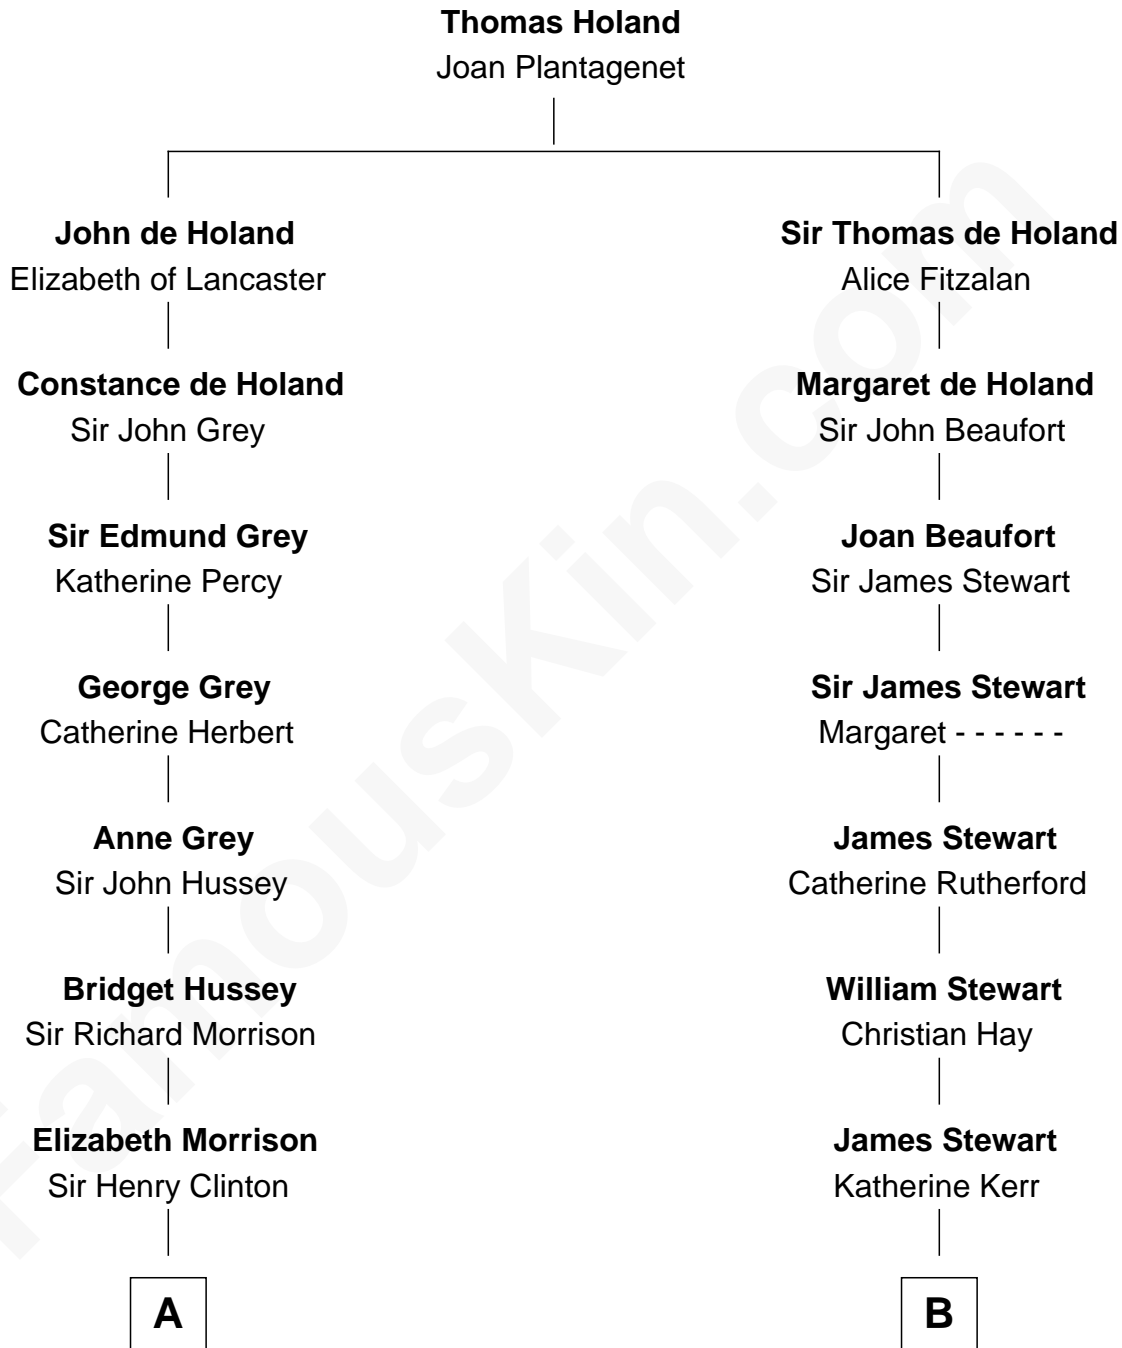 Thomas Holand
Joan Plantagenet
John de Holand
Elizabeth of Lancaster
Sir Thomas de Holand
Alice Fitzalan
Constance de Holand
Sir John Grey
Margaret de Holand
Sir John Beaufort
Sir Edmund Grey
Katherine Percy
Joan Beaufort
Sir James Stewart
George Grey
Catherine Herbert
Sir James Stewart
Margaret - - - - - -
Anne Grey
Sir John Hussey
James Stewart
Catherine Rutherford
Bridget Hussey
Sir Richard Morrison
William Stewart
Christian Hay
Elizabeth Morrison
Sir Henry Clinton
James Stewart
Katherine Kerr
A
B
FamousKin.com